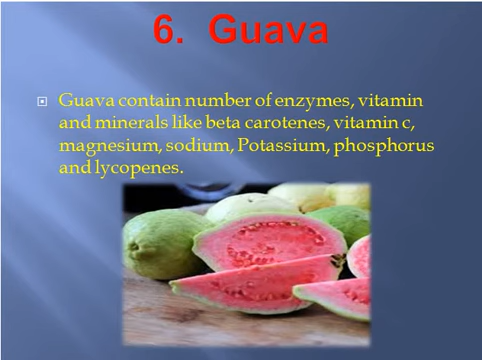 6. Guava
Guava contain number of enzymes, vitamin
and minerals like beta carotenes, vitamin c,
magnesium, sodium, Potassium, phosphorus
and lycopenes.